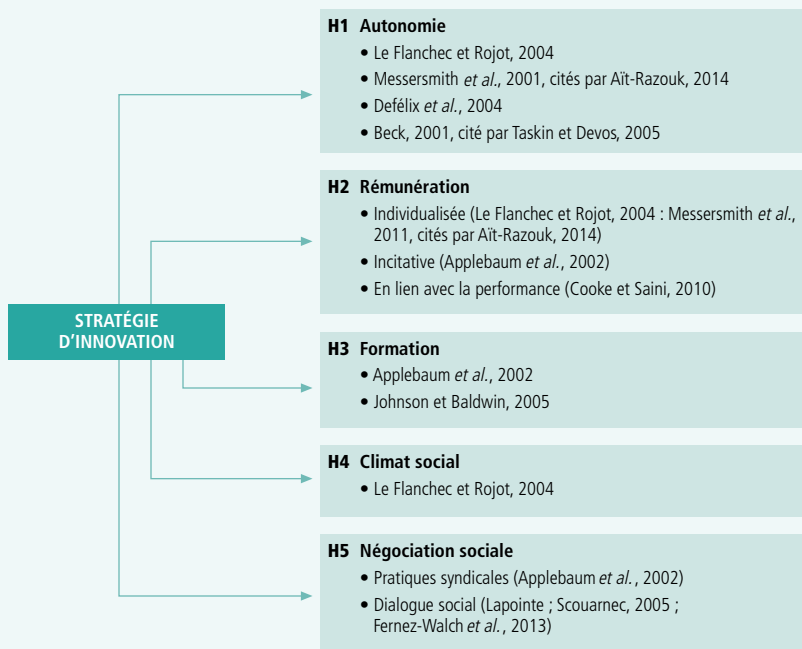 H1 Autonomie
• Le Flanchec et Rojot, 2004
• Messersmith et al., 2001, cités par Aït-Razouk, 2014
• Defélix et al., 2004
• Beck, 2001, cité par Taskin et Devos, 2005
H2 Rémunération
• Individualisée (Le Flanchec et Rojot, 2004 : Messersmith et al.,
2011, cités par Aït-Razouk, 2014)
• Incitative (Applebaum et al., 2002)
• En lien avec la performance (Cooke et Saini, 2010)
STRATÉGIE
D'INNOVATION
H3 Formation
• Applebaum et al., 2002
• Johnson et Baldwin, 2005
H4 Climat social
• Le Flanchec et Rojot, 2004
H5 Négociation sociale
• Pratiques syndicales (Applebaum et al., 2002)
• Dialogue social (Lapointe ; Scouarnec, 2005 ;
Fernez-Walch et al., 2013)